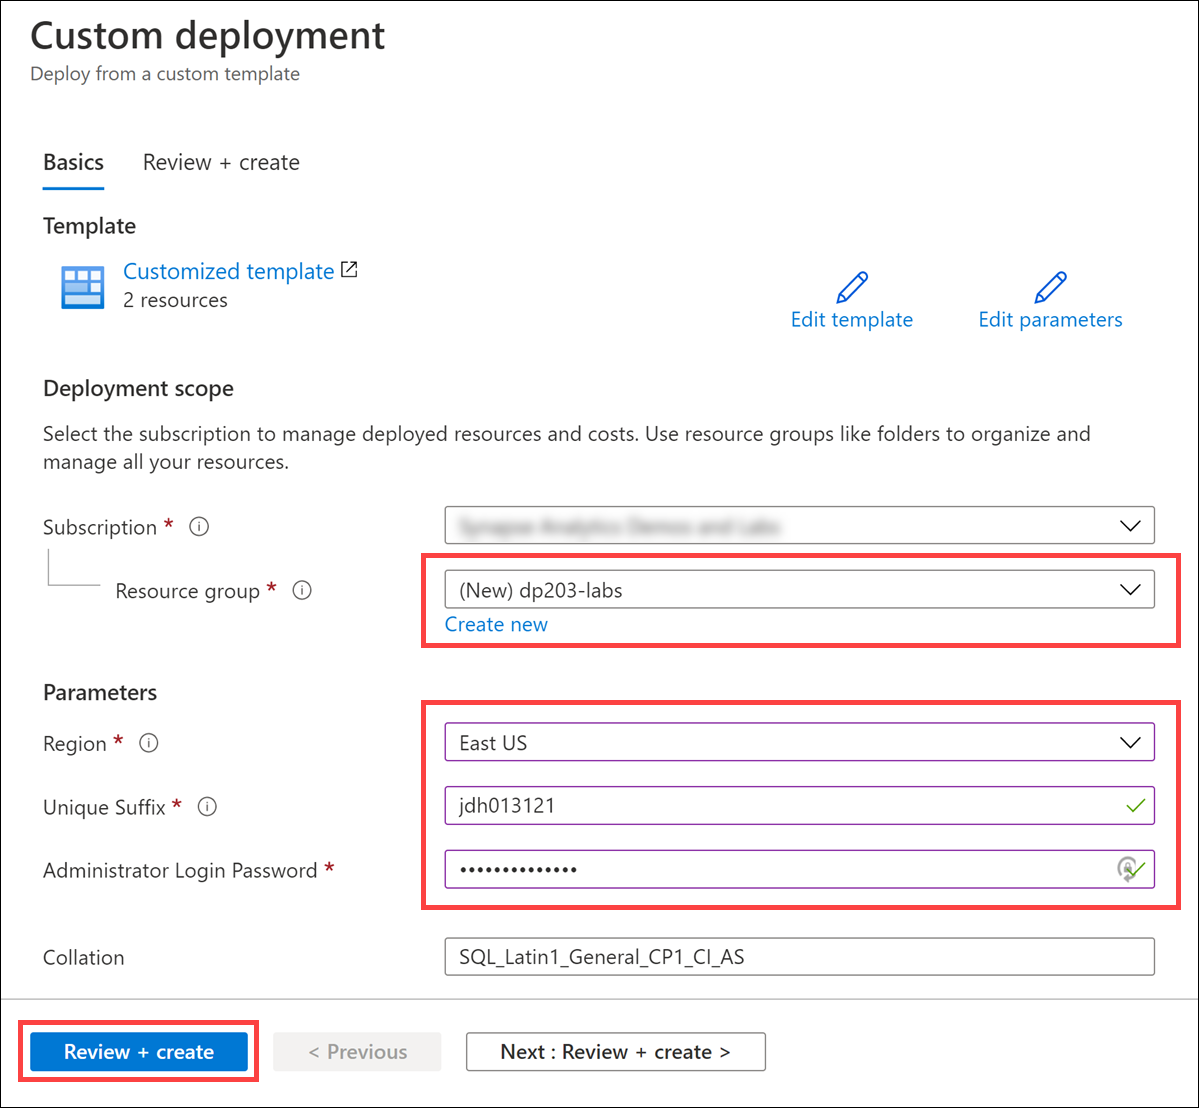 Custom deployment
Deploy from a custom template
Basics
Review + create
Template
Customized template
2 resources
Edit template
Edit parameters
Deployment scope
Select the subscription to manage deployed resources and costs. Use resource groups like folders to organize and
manage all your resources.
Subscription *
Resource group *
(New) dp203-labs
Create new
Parameters
Region *
East US
Unique Suffix *
jdh013121
Administrator Login Password *
••••••••••••••
Collation
SQL_Latin1_General_CP1_CI_AS
Review + create
< Previous
Next : Review + create >